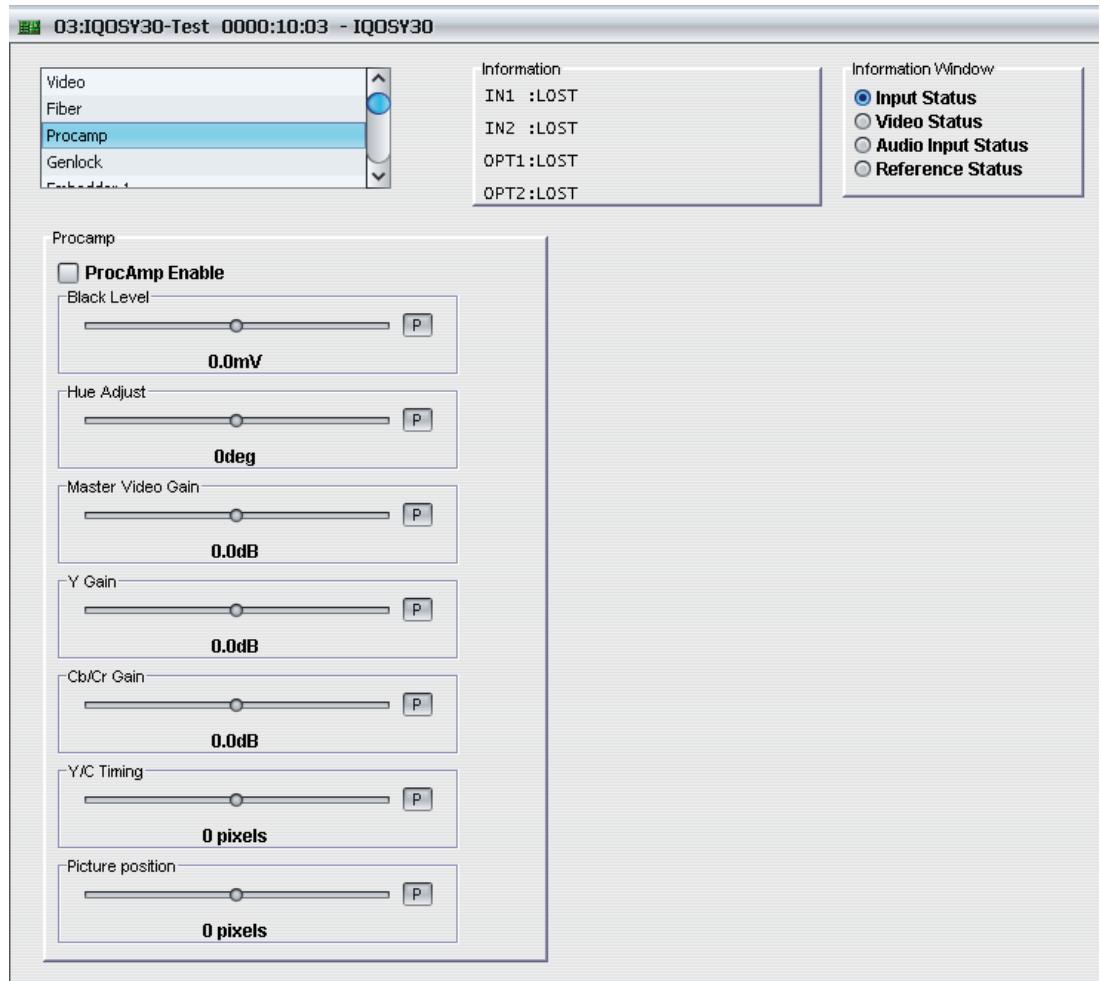 03:IQOSY30-Test 0000:10:03 - IQOSY30
Video
Fiber
Procamp
Genlock
Embedder 1
Information
IN1 :LOST
IN2 :LOST
OPT1:LOST
OPT2:LOST
Information Window
Input Status
Video Status
Audio Input Status
Reference Status
Procamp
ProcAmp Enable
Black Level
P
0.0mV
Hue Adjust
P
0deg
Master Video Gain
P
0.0dB
Y Gain
P
0.0dB
Cb/Cr Gain
P
0.0dB
Y/C Timing
P
0 pixels
Picture position
P
0 pixels